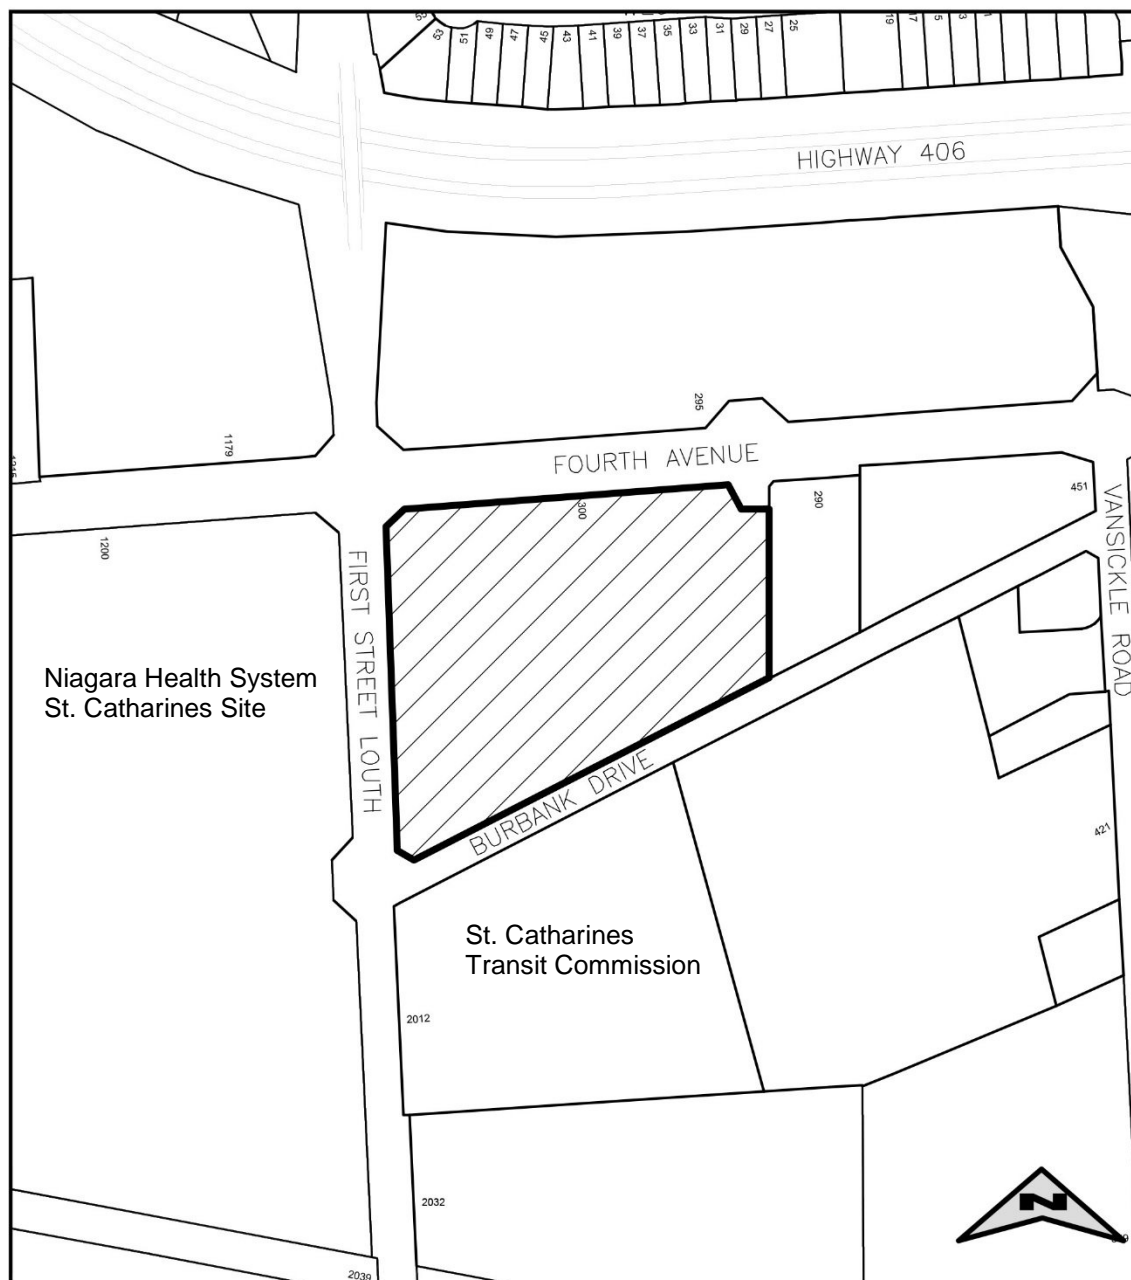 53
51
49
47
45
43
41
39
37
35
33
31
29
27
25
19
17
HIGHWAY 406
295
1179
FOURTH AVENUE
300
290
451
1200
FIRST STREET LOUTH
VANSICKLE ROAD
Niagara Health System
St. Catharines Site
BURBANK DRIVE
421
St. Catharines
Transit Commission
2012
2032
N
2039